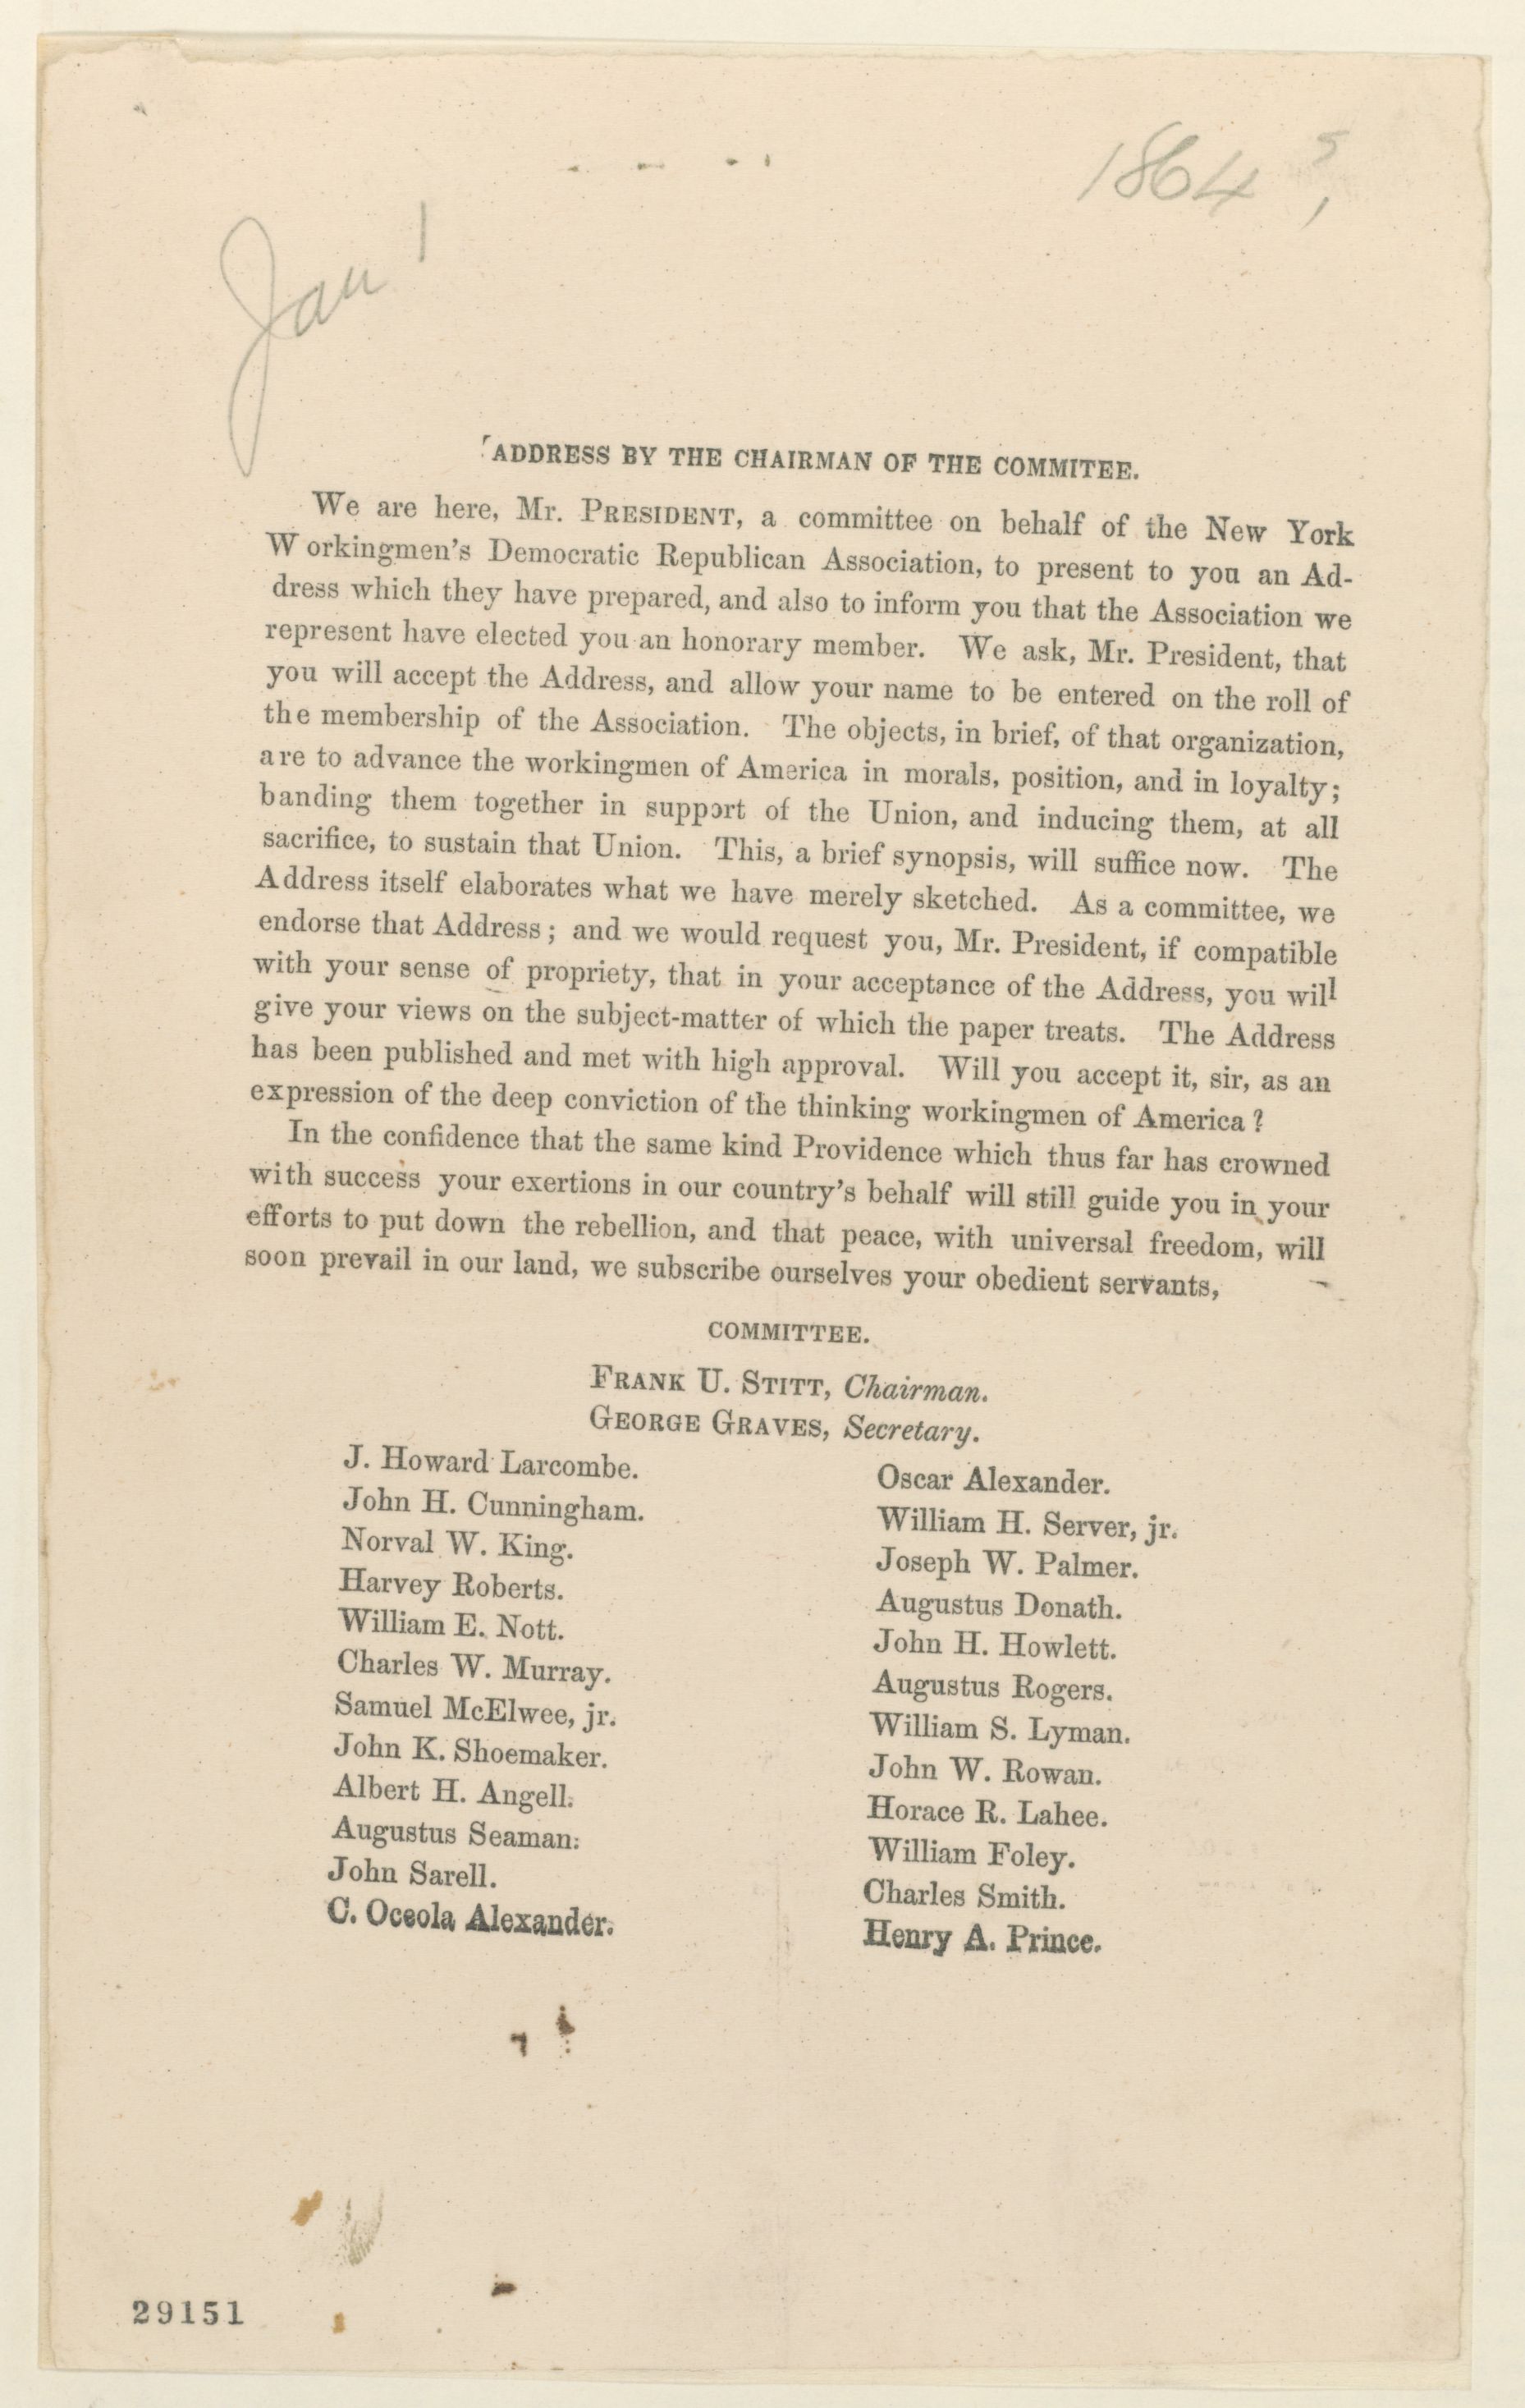 1864
Jan 1
ADDRESS BY THE CHAIRMAN OF THE COMMITEE.
We are here, Mr. PRESIDENT, a committee on behalf of the New York
Workingmen's Democratic Republican Association, to present to you an Ad-
dress which they have prepared, and also to inform you that the Association we
represent have elected you an honorary member. We ask, Mr. President, that
you will accept the Address, and allow your name to be entered on the roll of
the membership of the Association. The objects, in brief, of that organization,
are to advance the workingmen of America in morals, position, and in loyalty;
banding them together in support of the Union, and inducing them, at all
sacrifice, to sustain that Union. This, a brief synopsis, will suffice now. The
Address itself elaborates what we have merely sketched. As a committee, we
endorse that Address; and we would request you, Mr. President, if compatible
with your sense of propriety, that in your acceptance of the Address, you will
give your views on the subject-matter of which the paper treats. The Address
has been published and met with high approval. Will you accept it, sir, as an
expression of the deep conviction of the thinking workingmen of America?
In the confidence that the same kind Providence which thus far has crowned
with success your exertions in our country's behalf will still guide you in your
efforts to put down the rebellion, and that peace, with universal freedom, will
soon prevail in our land, we subscribe ourselves your obedient servants,
COMMITTEE.
FRANK U. STITT, Chairman.
GEORGE GRAVES, Secretary.
J. Howard Larcombe.
John H. Cunningham.
Norval W. King.
Harvey Roberts.
William E. Nott.
Charles W. Murray.
Samuel McElwee, jr.
John K. Shoemaker.
Albert H. Angell.
Augustus Seaman.
John Sarell.
C. Oceola Alexander.
Oscar Alexander.
William H. Server, jr.
Joseph W. Palmer.
Augustus Donath.
John H. Howlett.
Augustus Rogers.
William S. Lyman.
John W. Rowan.
Horace R. Lahee.
William Foley.
Charles Smith.
Henry A. Prince.
29151